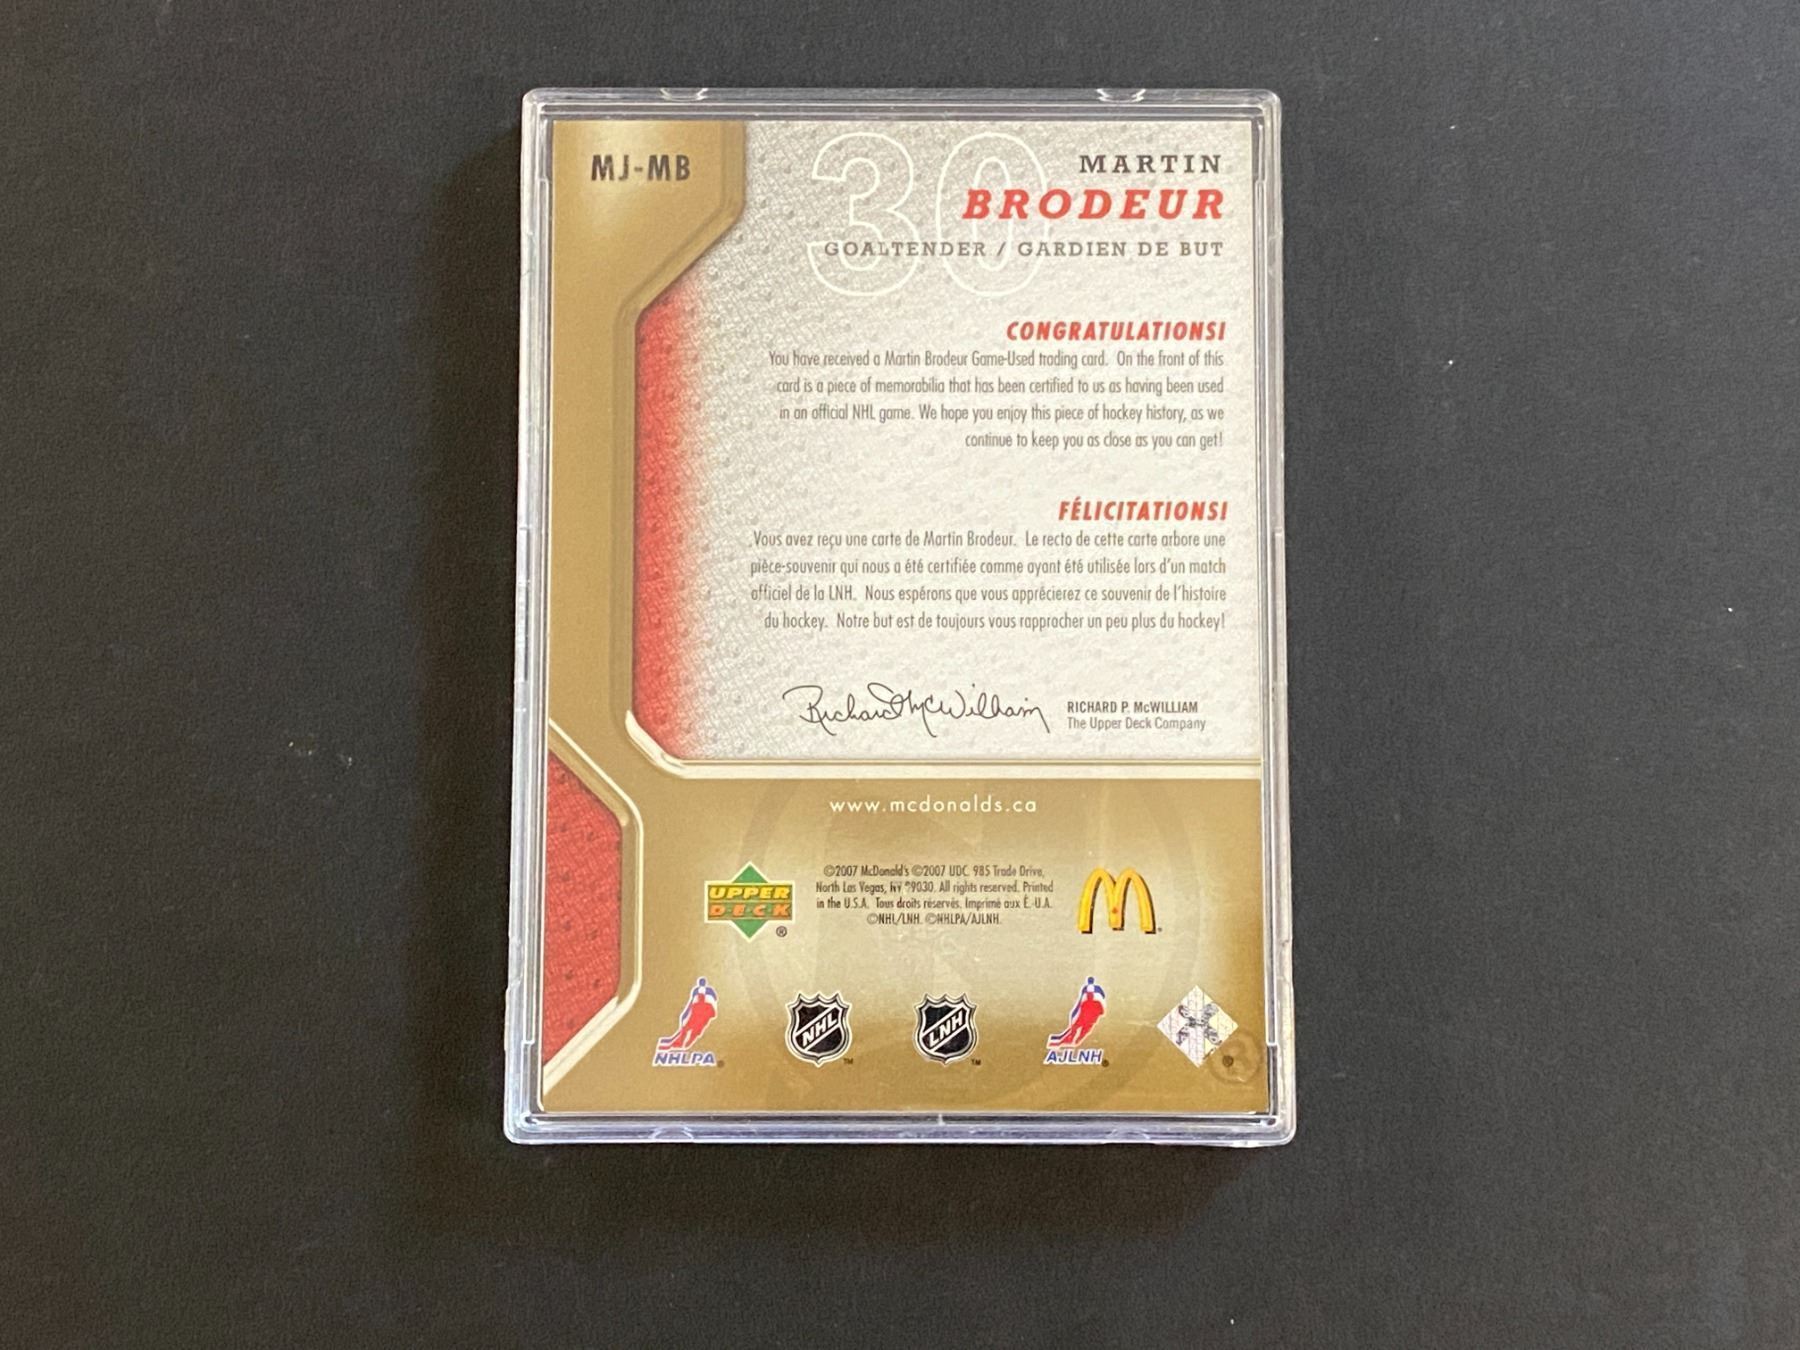 MJ-MB
30
MARTIN
BRODEUR
GOALTENDER / GARDIEN DE BUT
CONGRATULATIONS!
You have received a Martin Brodeur Game-Used trading card. On the front of this
card is a piece of memorabilia that has been certified to us as having been used
in an official NHL game. We hope you enjoy this piece of hockey history, as we
continue to keep you as close as you can get!
FÉLICITATIONS!
Vous avez reçu une carte de Martin Brodeur. Le recto de cette carte arbore une
pièce-souvenir qui nous a été certifiée comme ayant été utilisée lors d'un match
officiel de la LNH. Nous espérons que vous apprécierez ce souvenir de l'histoire
du hockey. Notre but est de toujours vous rapprocher un peu plus du hockey!
Richard McWilliam
RICHARD P. McWILLIAM
The Upper Deck Company
www.mcdonalds.ca
UPPER
DECK
®
©2007 McDonald's ©2007 UDC. 985 Trade Drive,
North Las Vegas, NV 89030. All rights reserved. Printed
in the U.S.A. Tous droits réservés. Imprimé aux É.-U.A.
©NHL/LNH. ©NHLPA/AJLNH.
NHLPA
NHL
™
LNH
™
AJLNH